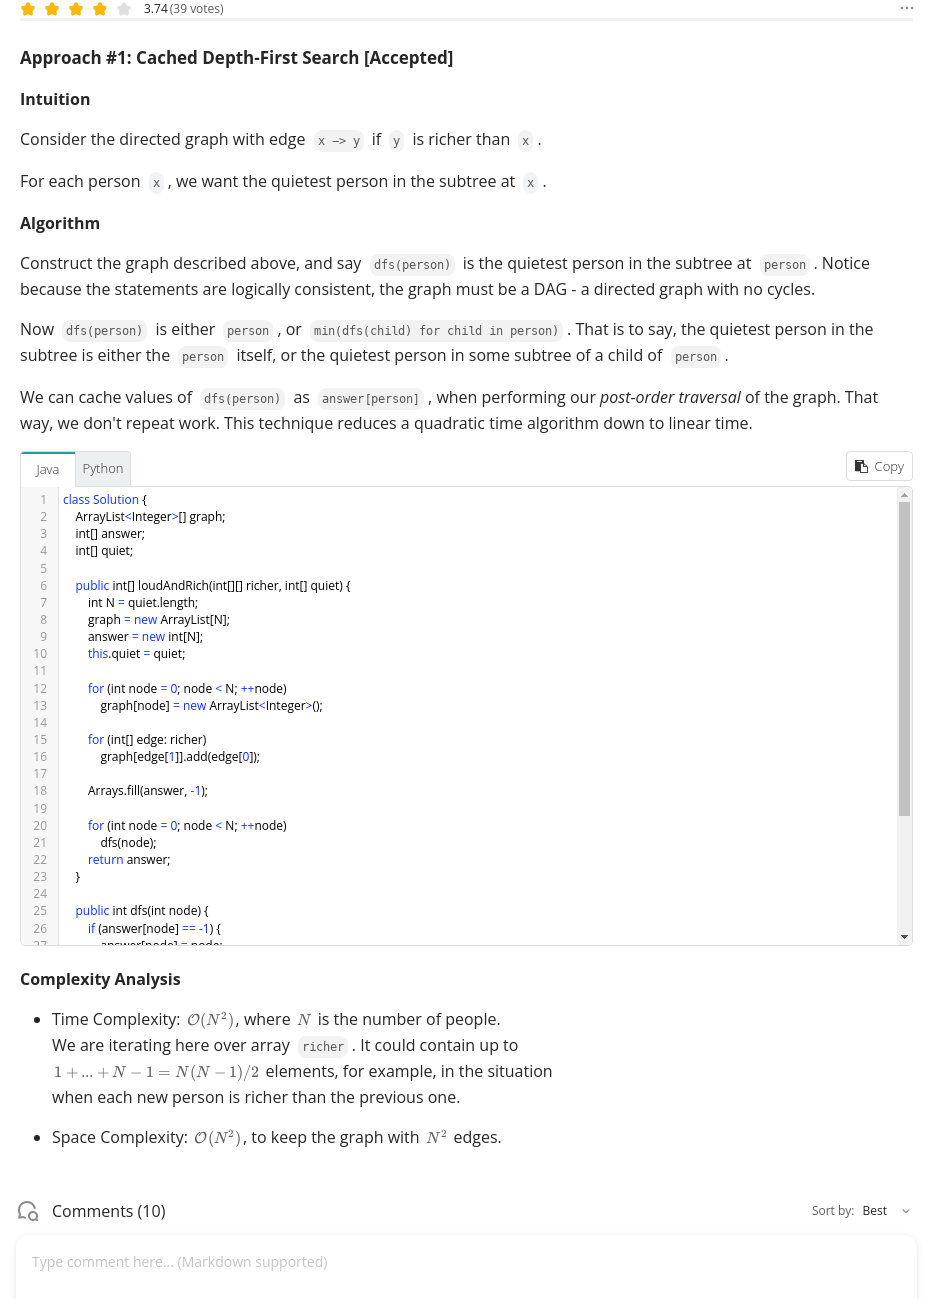 3.74 (39 votes)
Approach #1: Cached Depth-First Search [Accepted]
Intuition
Consider the directed graph with edge x -> y if y is richer than x .
For each person x , we want the quietest person in the subtree at x .
Algorithm
Construct the graph described above, and say dfs(person) is the quietest person in the subtree at person . Notice
because the statements are logically consistent, the graph must be a DAG - a directed graph with no cycles.
Now dfs(person) is either person , or min(dfs(child) for child in person) . That is to say, the quietest person in the
subtree is either the person itself, or the quietest person in some subtree of a child of person .
We can cache values of dfs(person) as answer[person] , when performing our post-order traversal of the graph. That
way, we don't repeat work. This technique reduces a quadratic time algorithm down to linear time.
Java Python Copy
1 class Solution {
2 ArrayList<Integer>[] graph;
3 int[] answer;
4 int[] quiet;
5
6 public int[] loudAndRich(int[][] richer, int[] quiet) {
7 int N = quiet.length;
8 graph = new ArrayList[N];
9 answer = new int[N];
10 this.quiet = quiet;
11
12 for (int node = 0; node < N; ++node)
13 graph[node] = new ArrayList<Integer>();
14
15 for (int[] edge: richer)
16 graph[edge[1]].add(edge[0]);
17
18 Arrays.fill(answer, -1);
19
20 for (int node = 0; node < N; ++node)
21 dfs(node);
22 return answer;
23 }
24
25 public int dfs(int node) {
26 if (answer[node] == -1) {
27 answer[node] = node;
Complexity Analysis
Time Complexity: O(N²), where N is the number of people.
We are iterating here over array richer . It could contain up to
1 + ... + N − 1 = N(N − 1)/2 elements, for example, in the situation
when each new person is richer than the previous one.
Space Complexity: O(N²), to keep the graph with N² edges.
Comments (10) Sort by: Best
Type comment here... (Markdown supported)